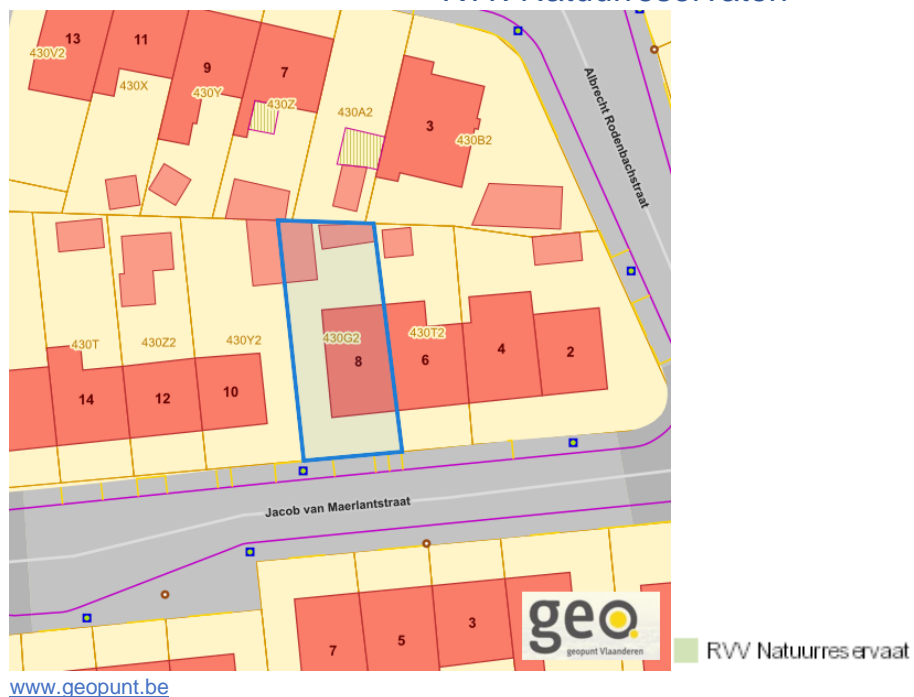 RVV Natuurreservaten
13
11
9
7
3
430V2
430X
430Y
430Z
430A2
430B2
Albrecht Rodenbachstraat
430T
430Z2
430Y2
430G2
430T2
14
12
10
8
6
4
2
Jacob van Maerlantstraat
7
5
3
geo
geopunt Vlaanderen
RVV Natuurreservaat
www.geopunt.be